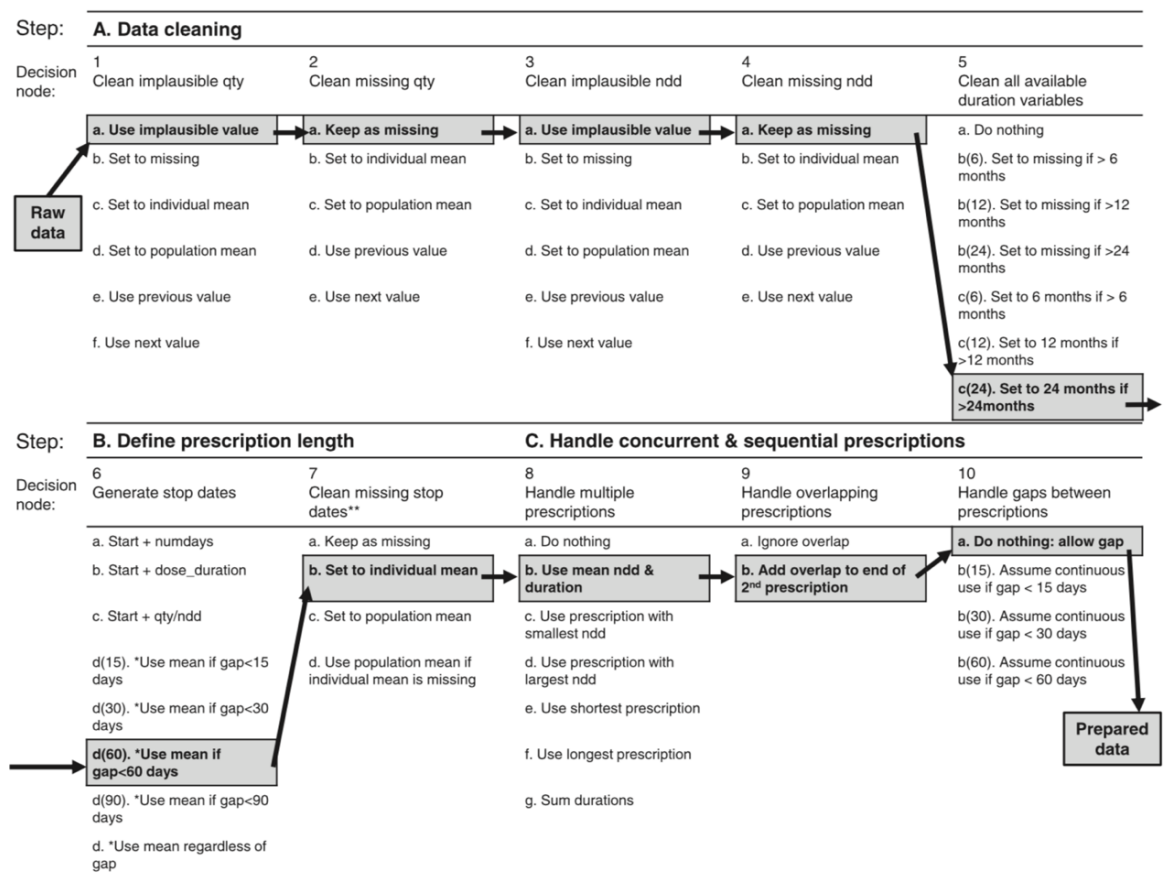 Step:
A. Data cleaning
Decision
node:
1
Clean implausible qty
2
Clean missing qty
3
Clean implausible ndd
4
Clean missing ndd
5
Clean all available
duration variables
Raw
data
a. Use implausible value
b. Set to missing
c. Set to individual mean
d. Set to population mean
e. Use previous value
f. Use next value
a. Keep as missing
b. Set to individual mean
c. Set to population mean
d. Use previous value
e. Use next value
a. Use implausible value
b. Set to missing
c. Set to individual mean
d. Set to population mean
e. Use previous value
f. Use next value
a. Keep as missing
b. Set to individual mean
c. Set to population mean
d. Use previous value
e. Use next value
a. Do nothing
b(6). Set to missing if > 6
months
b(12). Set to missing if >12
months
b(24). Set to missing if >24
months
c(6). Set to 6 months if > 6
months
c(12). Set to 12 months if
>12 months
c(24). Set to 24 months if
>24months
Step:
B. Define prescription length
C. Handle concurrent & sequential prescriptions
Decision
node:
6
Generate stop dates
7
Clean missing stop
dates**
8
Handle multiple
prescriptions
9
Handle overlapping
prescriptions
10
Handle gaps between
prescriptions
a. Start + numdays
b. Start + dose_duration
c. Start + qty/ndd
d(15). *Use mean if gap<15
days
d(30). *Use mean if gap<30
days
d(60). *Use mean if
gap<60 days
d(90). *Use mean if gap<90
days
d. *Use mean regardless of
gap
a. Keep as missing
b. Set to individual mean
c. Set to population mean
d. Use population mean if
individual mean is missing
a. Do nothing
b. Use mean ndd &
duration
c. Use prescription with
smallest ndd
d. Use prescription with
largest ndd
e. Use shortest prescription
f. Use longest prescription
g. Sum durations
a. Ignore overlap
b. Add overlap to end of
2nd prescription
a. Do nothing: allow gap
b(15). Assume continuous
use if gap < 15 days
b(30). Assume continuous
use if gap < 30 days
b(60). Assume continuous
use if gap < 60 days
Prepared
data